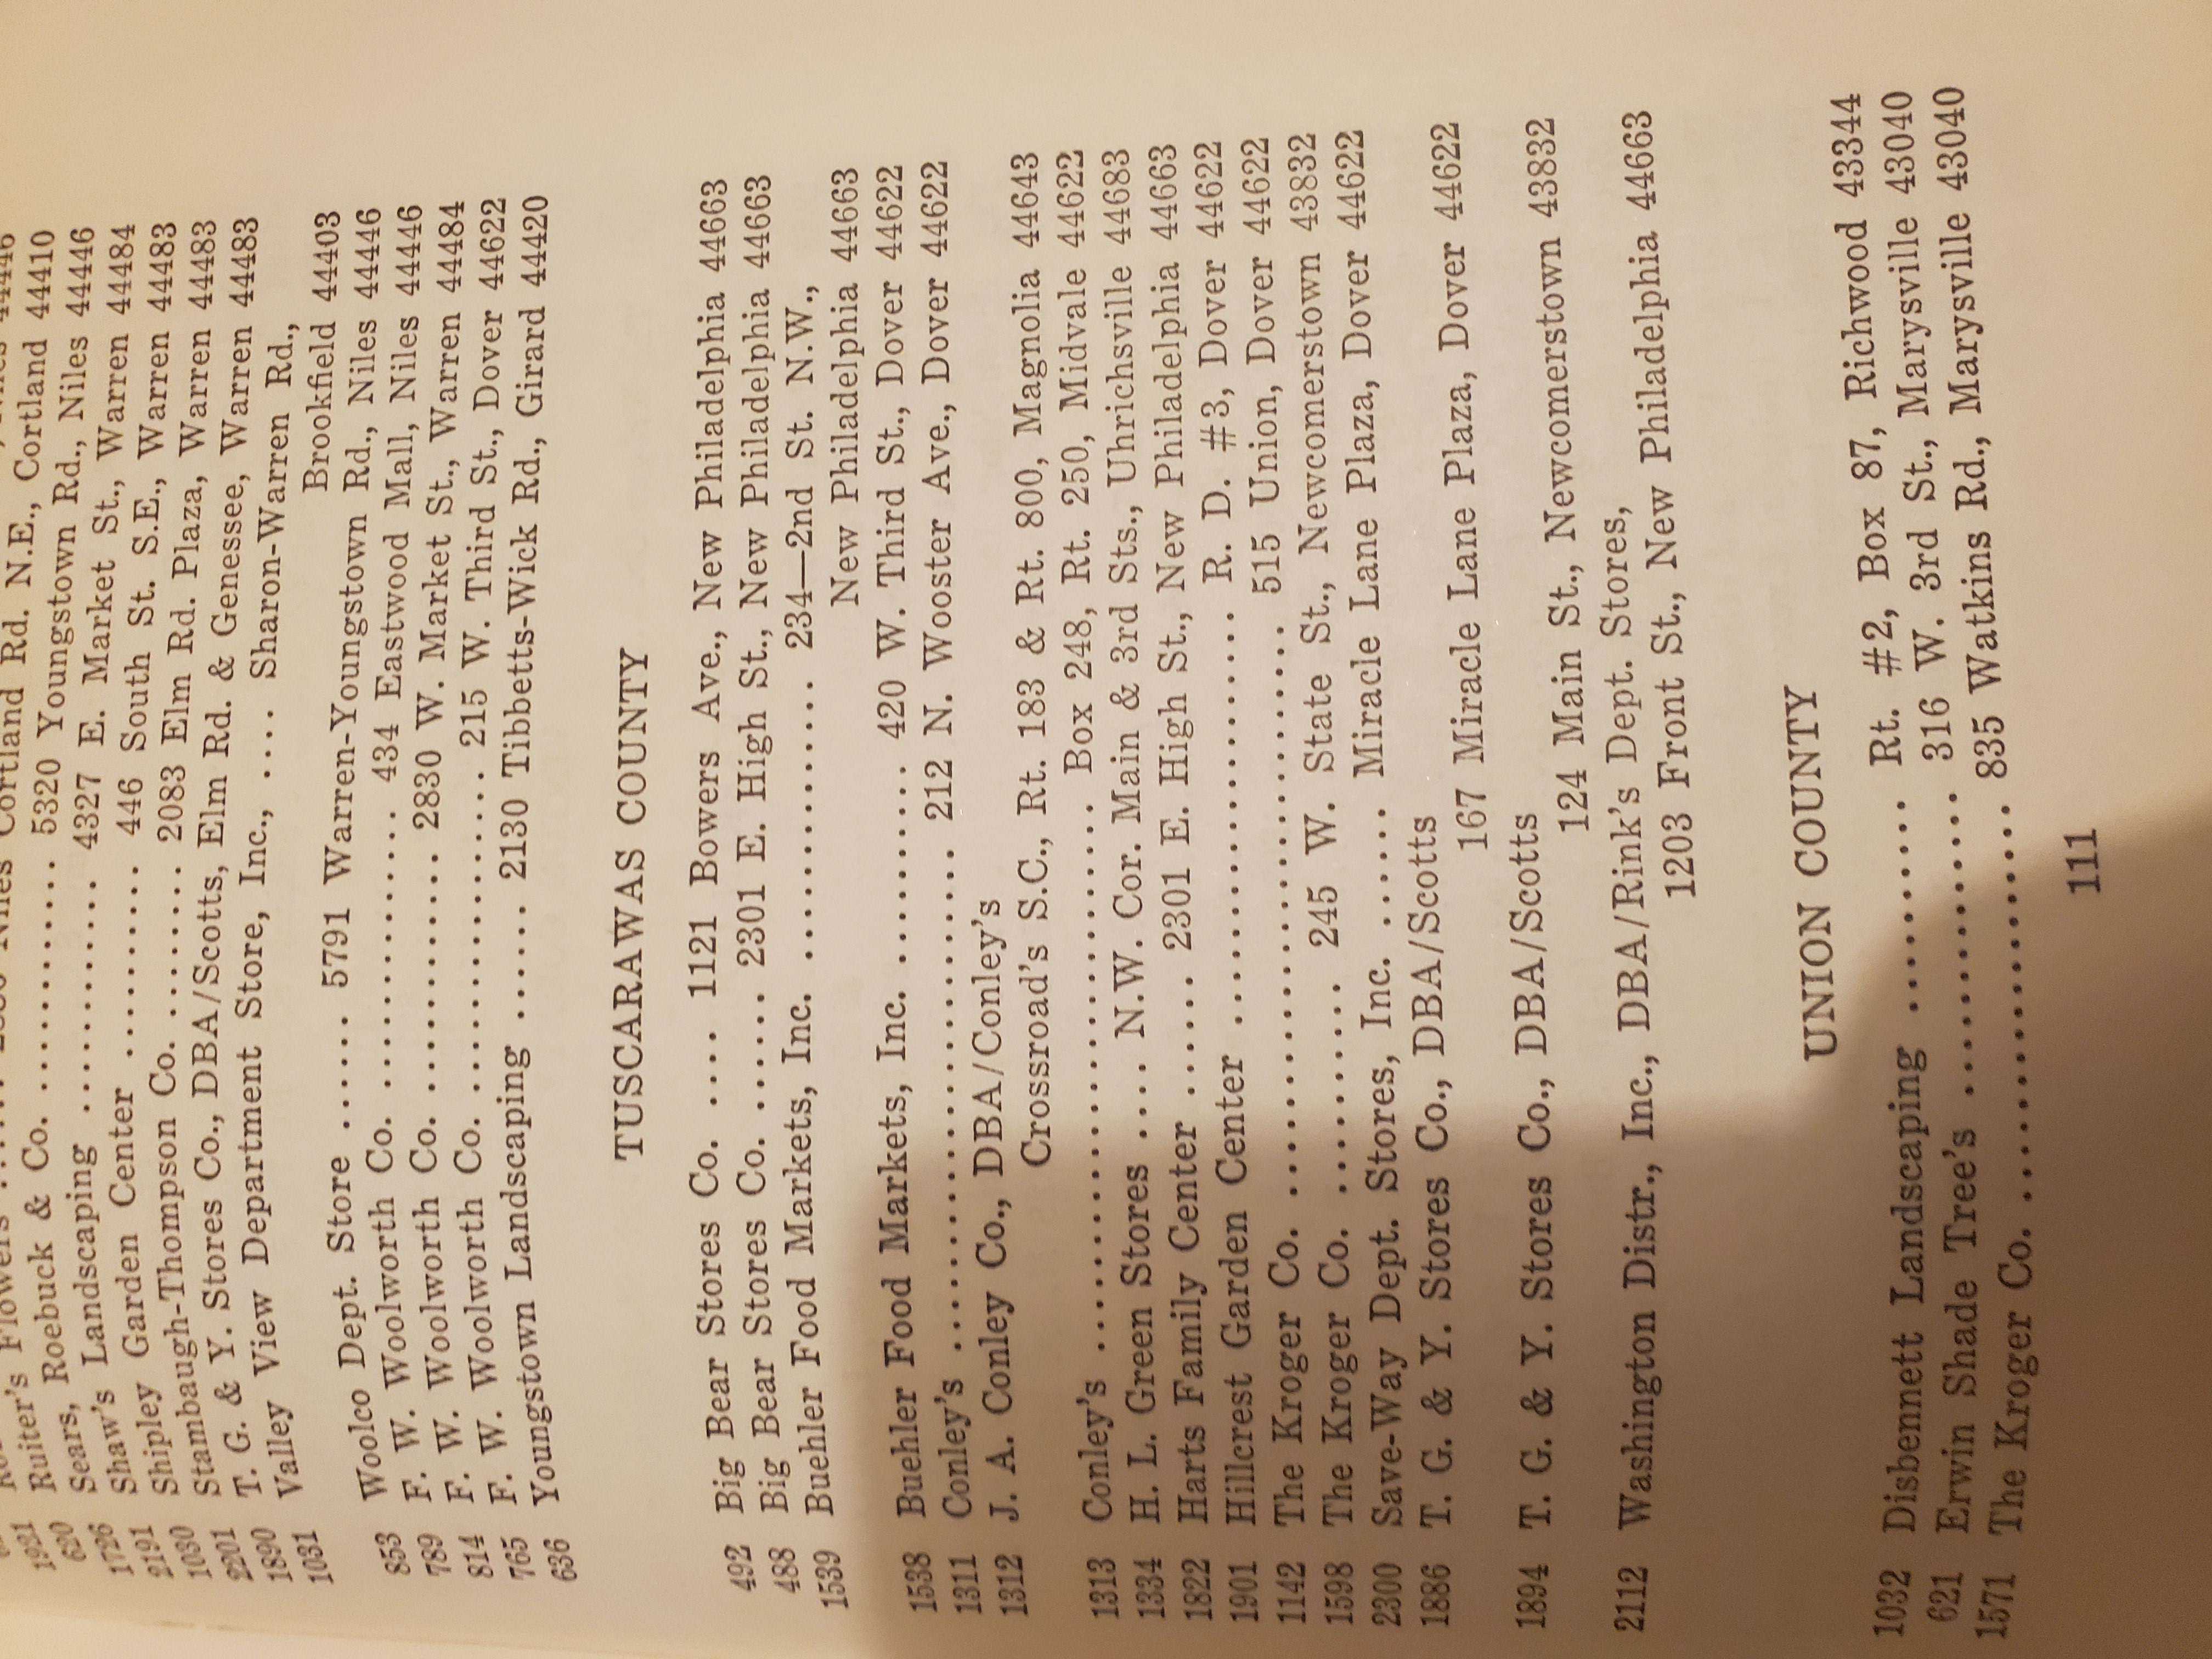 Niles 44446
620 Ruiter's Flowers ...... Niles Cortland Rd. N.E., Cortland 44410
1726 Sears, Roebuck & Co. ............ 5320 Youngstown Rd., Niles 44446
2191 Shaw's Landscaping ............ 4327 E. Market St., Warren 44484
1030 Shipley Garden Center .......... 446 South St. S.E., Warren 44483
2201 Stambaugh-Thompson Co. ........ 2083 Elm Rd. Plaza, Warren 44483
1890 T. G. & Y. Stores Co., DBA/Scotts, Elm Rd. & Genessee, Warren 44483
1031 Valley View Department Store, Inc., .... Sharon-Warren Rd.,
Brookfield 44403
853 Woolco Dept. Store ...... 5791 Warren-Youngstown Rd., Niles 44446
789 F. W. Woolworth Co. .............. 434 Eastwood Mall, Niles 44446
814 F. W. Woolworth Co. ............ 2830 W. Market St., Warren 44484
765 F. W. Woolworth Co. ................ 215 W. Third St., Dover 44622
636 Youngstown Landscaping ...... 2130 Tibbetts-Wick Rd., Girard 44420
TUSCARAWAS COUNTY
492 Big Bear Stores Co. .... 1121 Bowers Ave., New Philadelphia 44663
488 Big Bear Stores Co. ...... 2301 E. High St., New Philadelphia 44663
1539 Buehler Food Markets, Inc. ................ 234—2nd St. N.W.,
New Philadelphia 44663
1538 Buehler Food Markets, Inc. .......... 420 W. Third St., Dover 44622
1311 Conley's .......................... 212 N. Wooster Ave., Dover 44622
1312 J. A. Conley Co., DBA/Conley's
Crossroad's S.C., Rt. 183 & Rt. 800, Magnolia 44643
1313 Conley's ............................ Box 248, Rt. 250, Midvale 44622
1334 H. L. Green Stores .... N.W. Cor. Main & 3rd Sts., Uhrichsville 44683
1822 Harts Family Center ...... 2301 E. High St., New Philadelphia 44663
1901 Hillcrest Garden Center ...................... R. D. #3, Dover 44622
1142 The Kroger Co. .............................. 515 Union, Dover 44622
1598 The Kroger Co. .......... 245 W. State St., Newcomerstown 43832
2300 Save-Way Dept. Stores, Inc. ...... Miracle Lane Plaza, Dover 44622
1886 T. G. & Y. Stores Co., DBA/Scotts
167 Miracle Lane Plaza, Dover 44622
1894 T. G. & Y. Stores Co., DBA/Scotts
124 Main St., Newcomerstown 43832
2112 Washington Distr., Inc., DBA/Rink's Dept. Stores,
1203 Front St., New Philadelphia 44663
UNION COUNTY
1032 Disbennett Landscaping .......... Rt. #2, Box 87, Richwood 43344
621 Erwin Shade Tree's .............. 316 W. 3rd St., Marysville 43040
1571 The Kroger Co. .................... 835 Watkins Rd., Marysville 43040
111